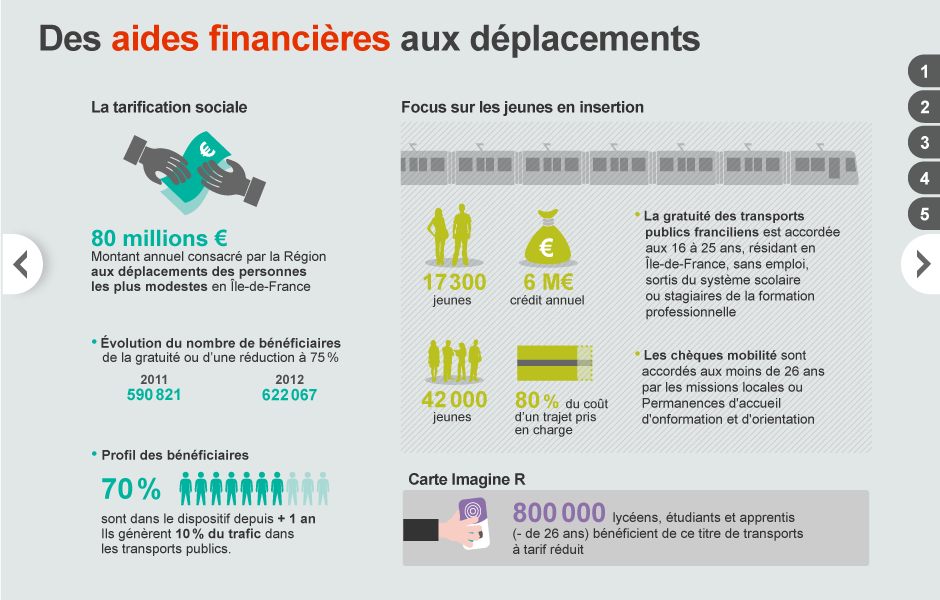 Des aides financières aux déplacements
La tarification sociale
€
80 millions €
Montant annuel consacré par la Région
aux déplacements des personnes
les plus modestes en Île-de-France
• Évolution du nombre de bénéficiaires
de la gratuité ou d'une réduction à 75 %
2011 2012
590 821 622 067
• Profil des bénéficiaires
70 %
sont dans le dispositif depuis + 1 an
Ils génèrent 10 % du trafic dans
les transports publics.
Focus sur les jeunes en insertion
€
17 300
jeunes
6 M€
crédit annuel
• La gratuité des transports
publics franciliens est accordée
aux 16 à 25 ans, résidant en
Île-de-France, sans emploi,
sortis du système scolaire
ou stagiaires de la formation
professionnelle
42 000
jeunes
80 % du coût
d'un trajet pris
en charge
• Les chèques mobilité sont
accordés aux moins de 26 ans
par les missions locales ou
Permanences d'accueil
d'onformation et d'orientation
Carte Imagine R
800 000 lycéens, étudiants et apprentis
(- de 26 ans) bénéficient de ce titre de transports
à tarif réduit
1
2
3
4
5